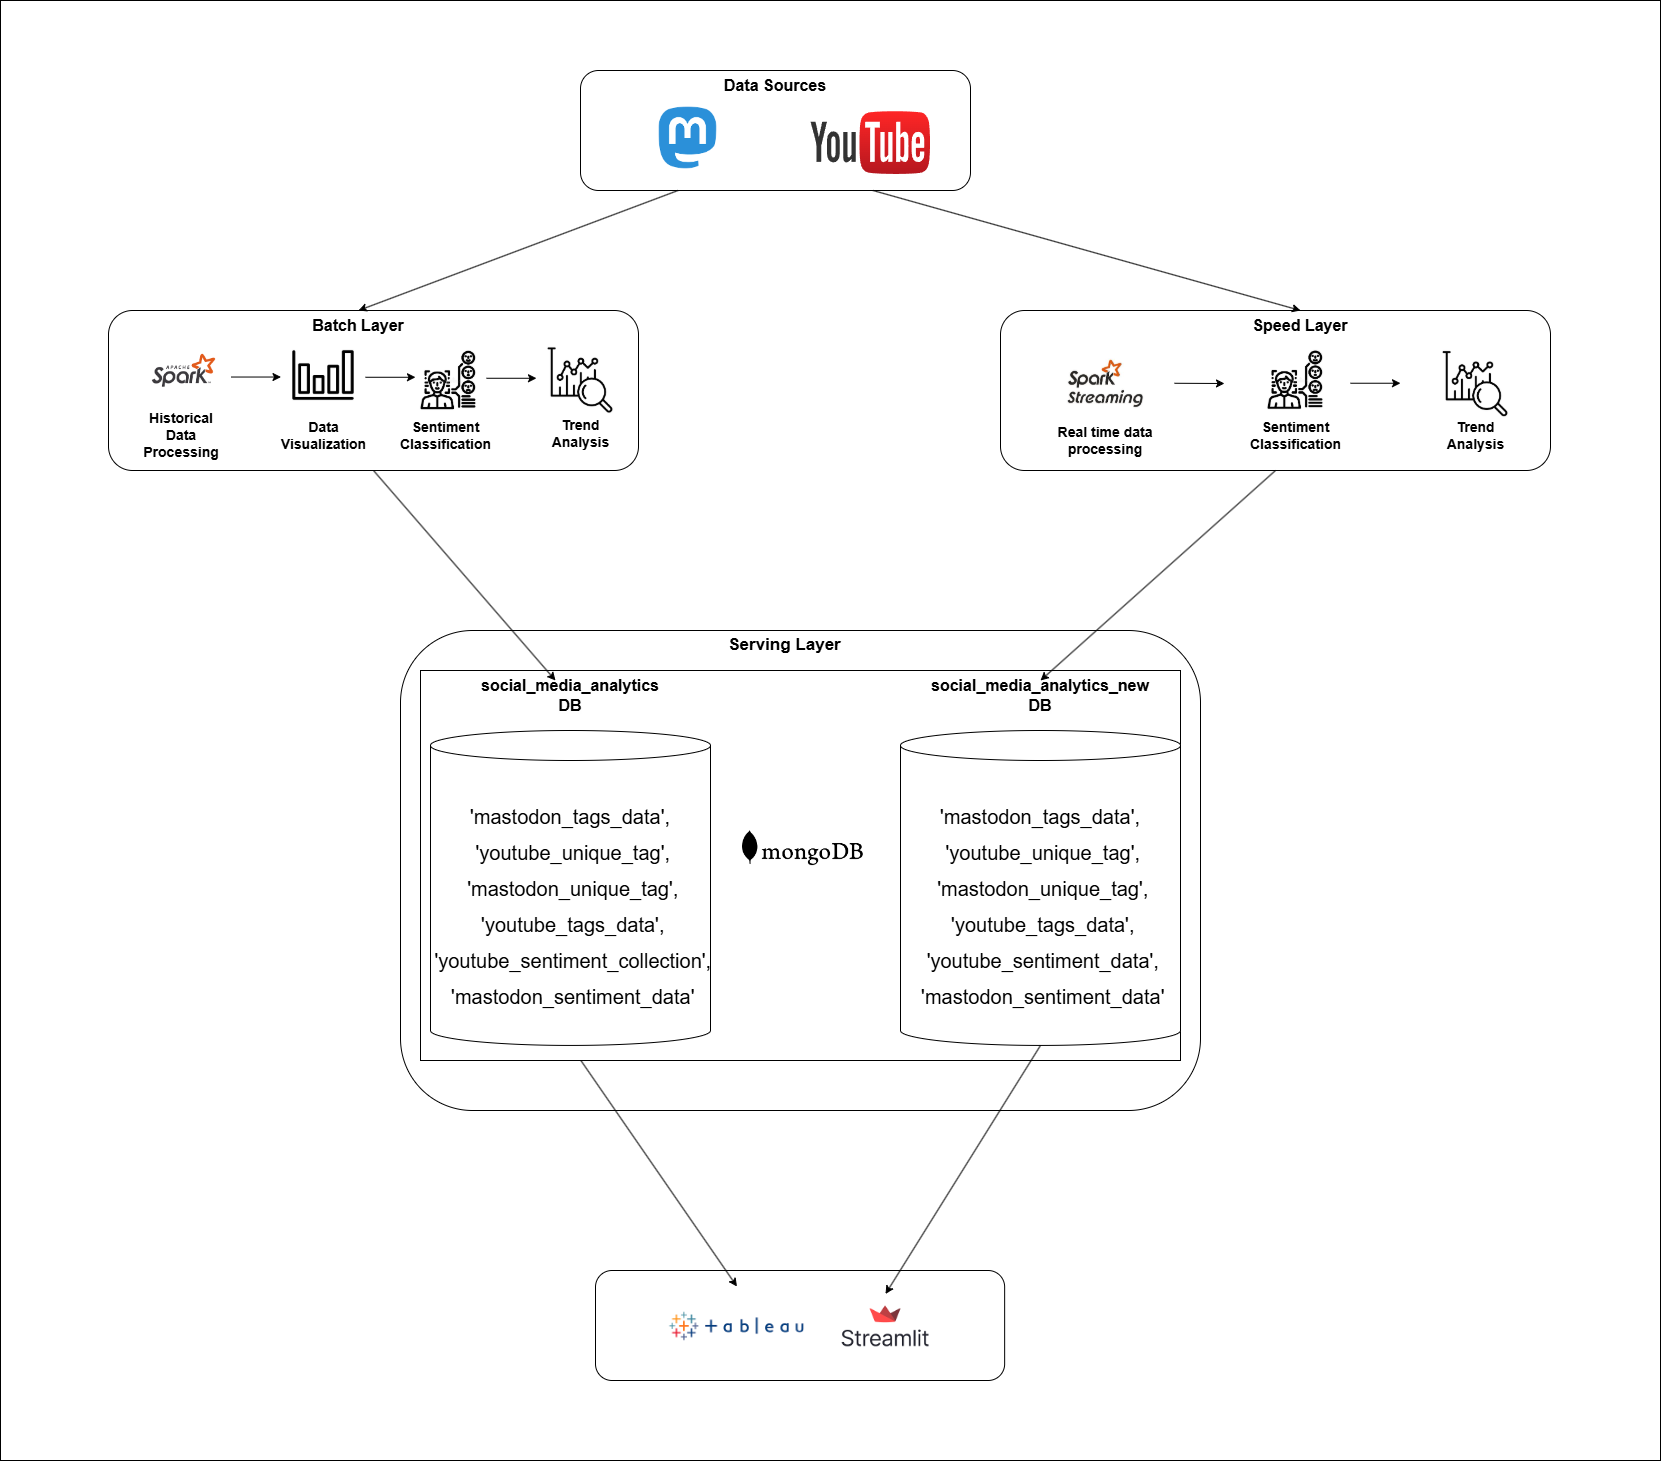 Data Sources
m
YouTube
Batch Layer
APACHE
Spark
Historical
Data
Processing
Data
Visualization
Sentiment
Classification
Trend
Analysis
Speed Layer
Spark
Streaming
Real time data
processing
Sentiment
Classification
Trend
Analysis
Serving Layer
social_media_analytics
DB
'mastodon_tags_data',
'youtube_unique_tag',
'mastodon_unique_tag',
'youtube_tags_data',
'youtube_sentiment_collection',
'mastodon_sentiment_data'
mongoDB
social_media_analytics_new
DB
'mastodon_tags_data',
'youtube_unique_tag',
'mastodon_unique_tag',
'youtube_tags_data',
'youtube_sentiment_data',
'mastodon_sentiment_data'
+ableau
Streamlit